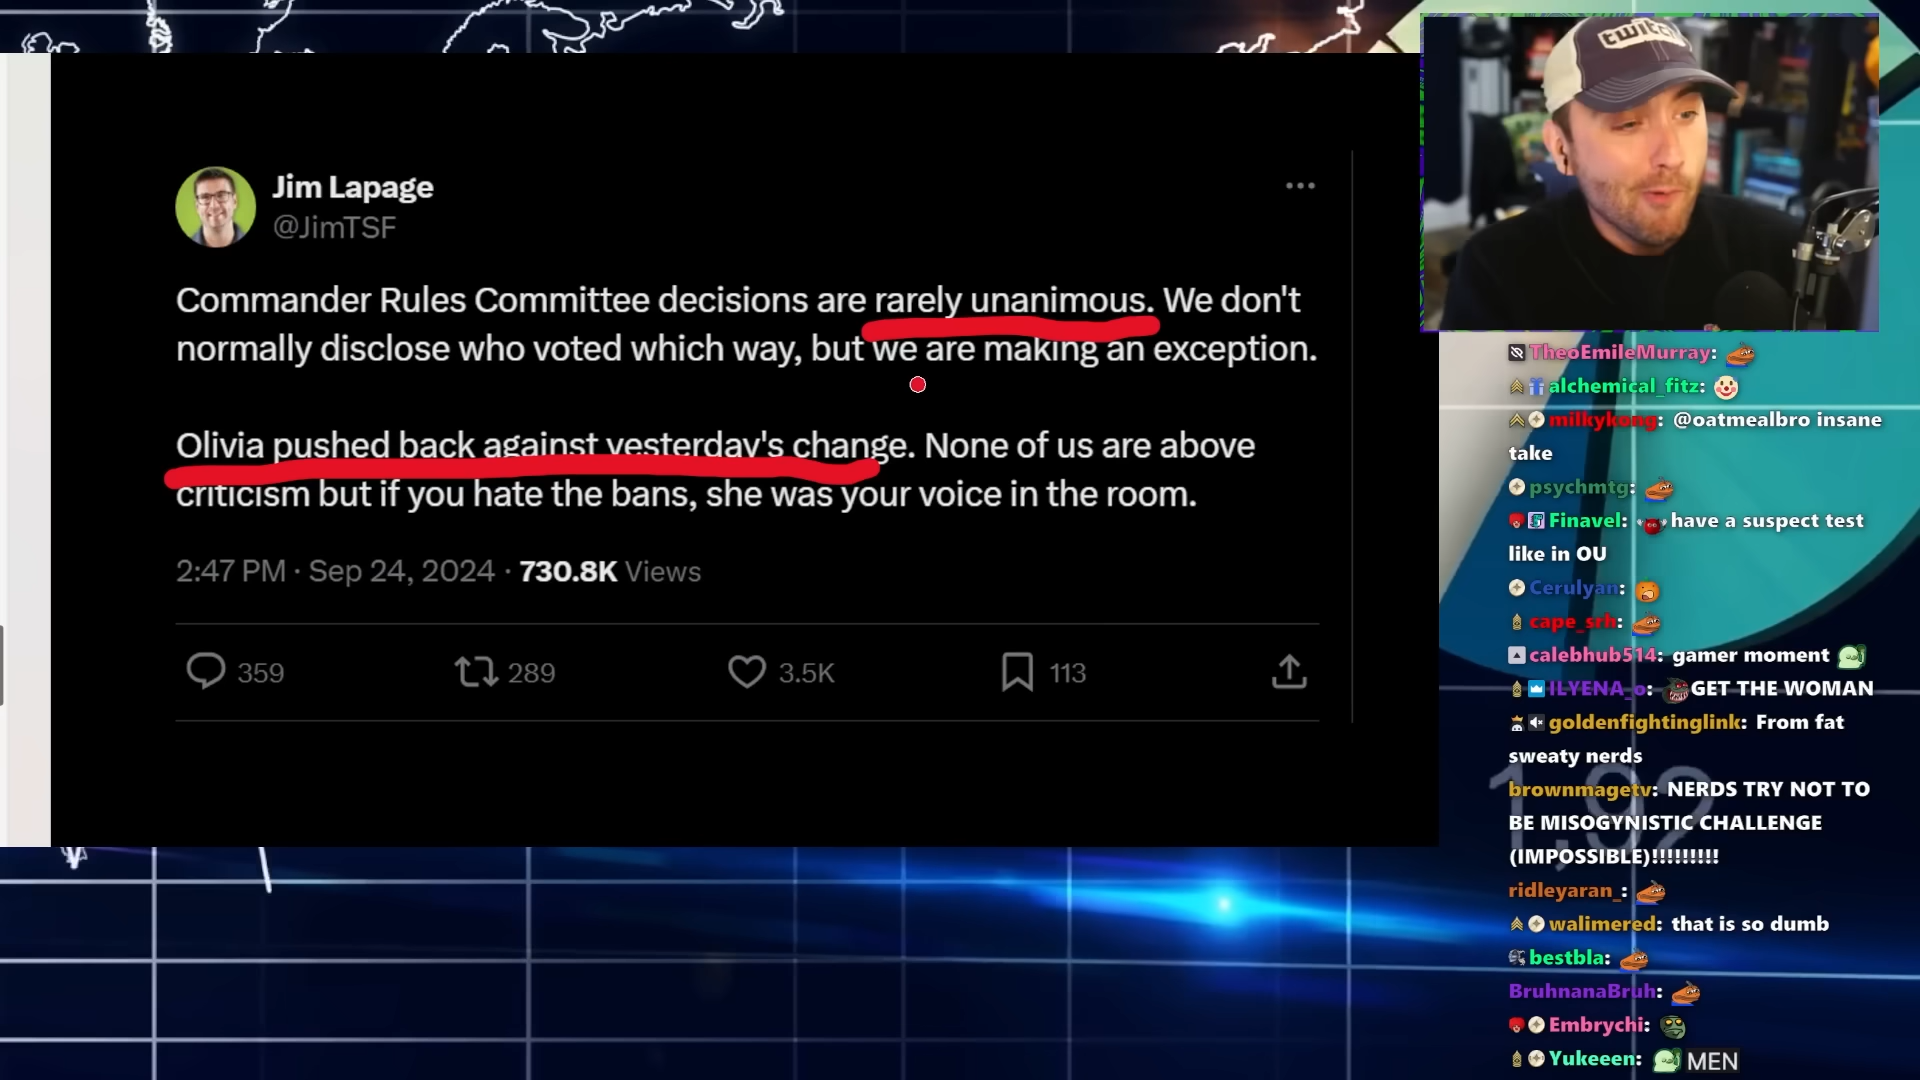 twitch
Jim Lapage
@JimTSF
Commander Rules Committee decisions are rarely unanimous. We don't
normally disclose who voted which way, but we are making an exception.
Olivia pushed back against yesterday's change. None of us are above
criticism but if you hate the bans, she was your voice in the room.
2:47 PM · Sep 24, 2024 · 730.8K Views
359
289
3.5K
113
TheoEmileMurray:
alchemical_fitz:
milkykong: @oatmealbro insane
take
psychmtg:
Finavel: have a suspect test
like in OU
Cerulyan:
cape_srh:
calebhub514: gamer moment
ILYENA_o: GET THE WOMAN
goldenfightinglink: From fat
sweaty nerds
brownmagetv: NERDS TRY NOT TO
BE MISOGYNISTIC CHALLENGE
(IMPOSSIBLE)!!!!!!!!!
ridleyaran_:
walimered: that is so dumb
bestbla:
BruhnanaBruh:
Embrychi:
Yukeeen: MEN
1,92